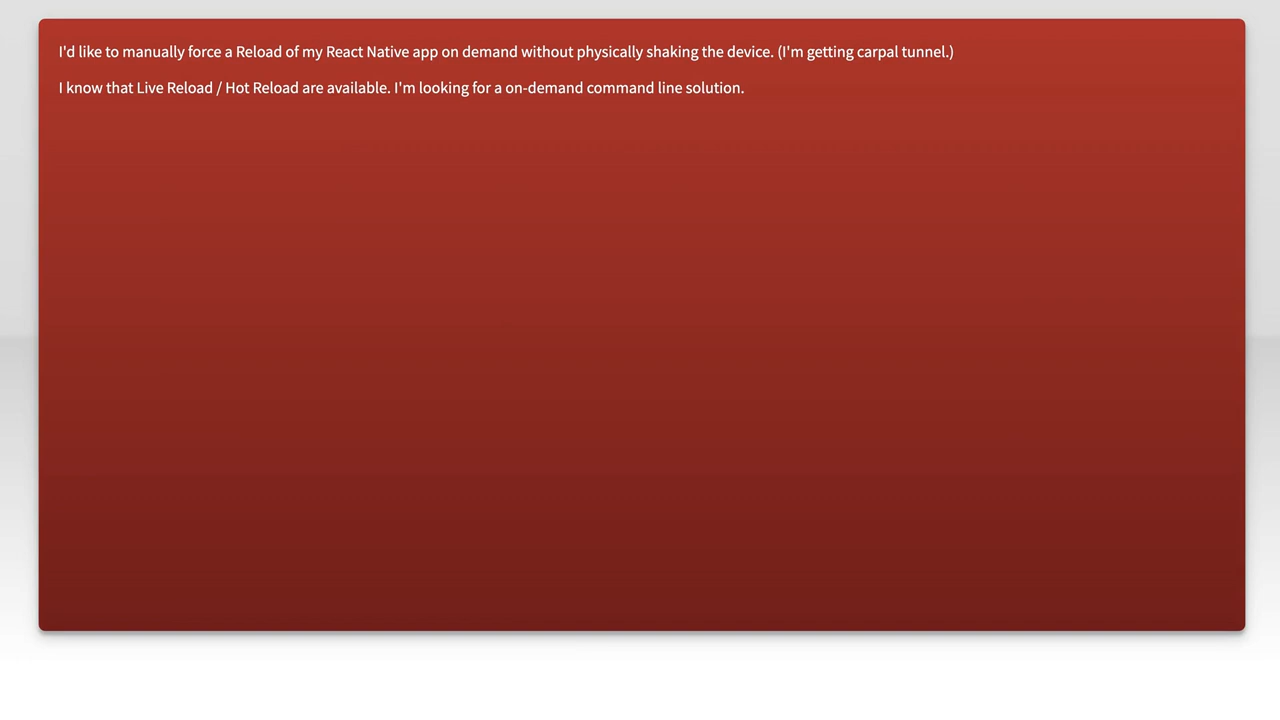 I'd like to manually force a Reload of my React Native app on demand without physically shaking the device. (I'm getting carpal tunnel.)
I know that Live Reload / Hot Reload are available. I'm looking for a on-demand command line solution.